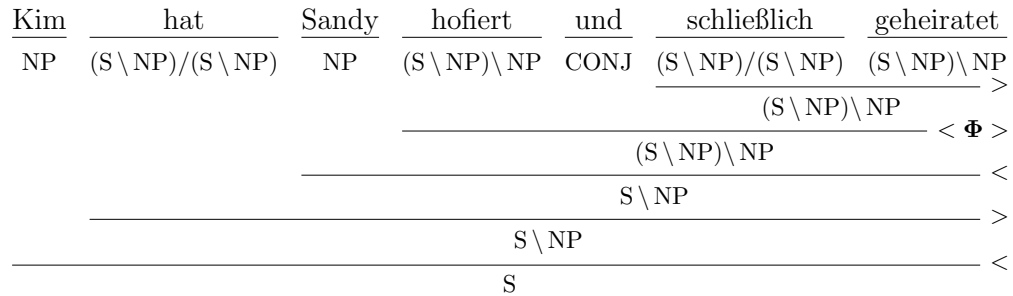 Kim hat Sandy hofiert und schließlich geheiratet
NP (S \ NP)/(S \ NP) NP (S \ NP)\ NP CONJ (S \ NP)/(S \ NP) (S \ NP)\ NP
>
(S \ NP)\ NP
< Φ >
(S \ NP)\ NP
<
S \ NP
>
S \ NP
<
S